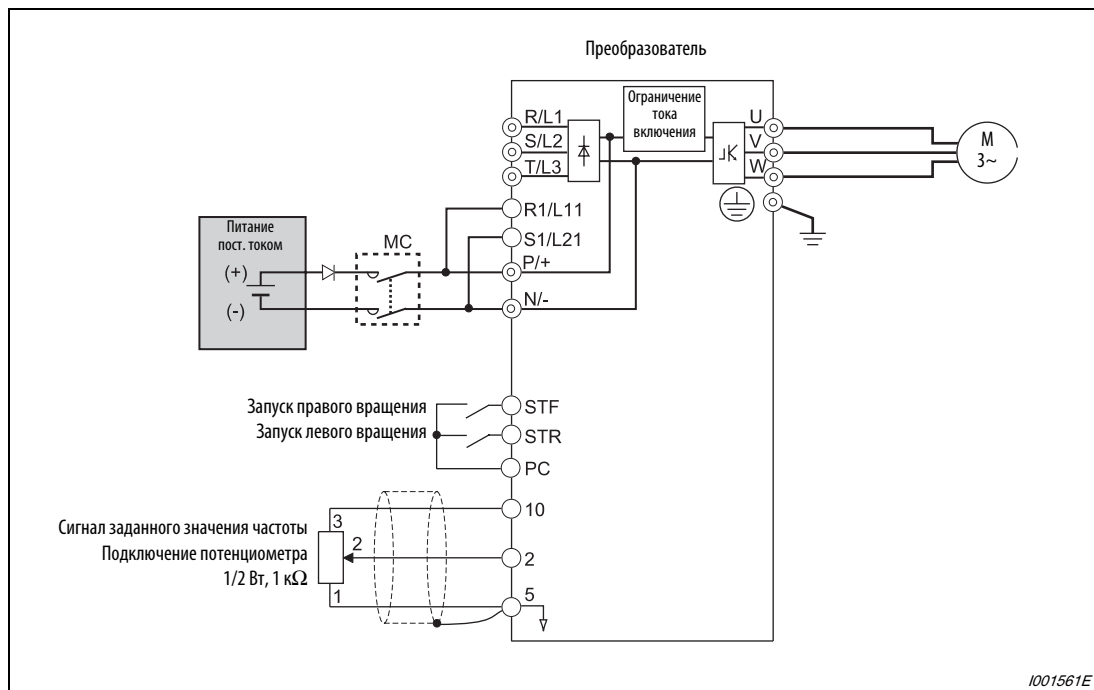 Преобразователь
Ограничение
тока
включения
R/L1
S/L2
T/L3
U
V
W
M
3~
R1/L11
S1/L21
Питание
пост. током
MC
(+)
(-)
P/+
N/-
Запуск правого вращения
STF
Запуск левого вращения
STR
PC
10
3
Сигнал заданного значения частоты
2
Подключение потенциометра
2
1/2 Вт, 1 кΩ
1
5
I001561E